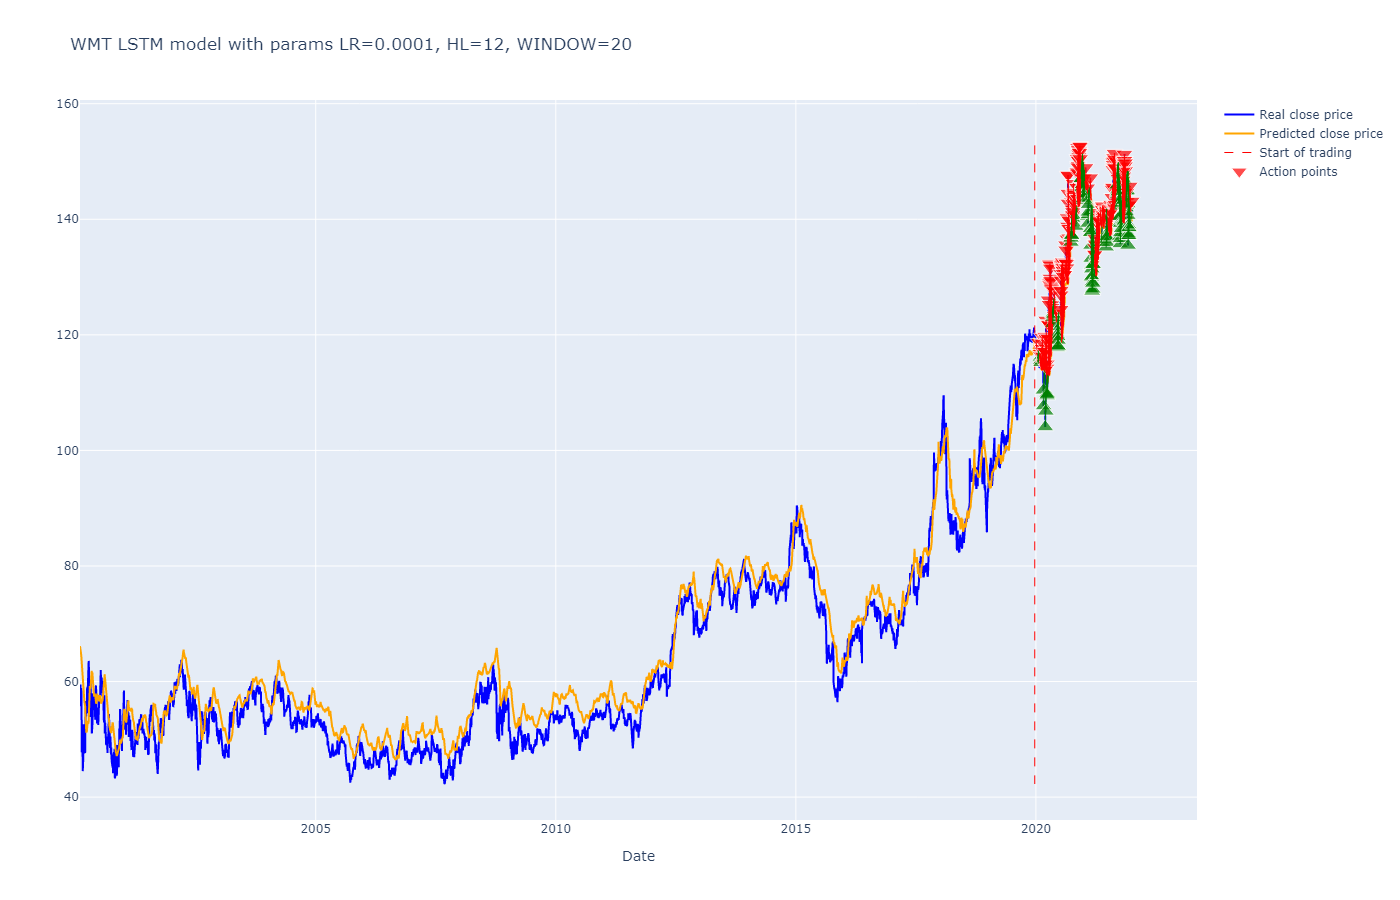 WMT LSTM model with params LR=0.0001, HL=12, WINDOW=20
160
140
120
100
80
60
40
2005
2010
2015
2020
Date
Real close price
Predicted close price
Start of trading
Action points